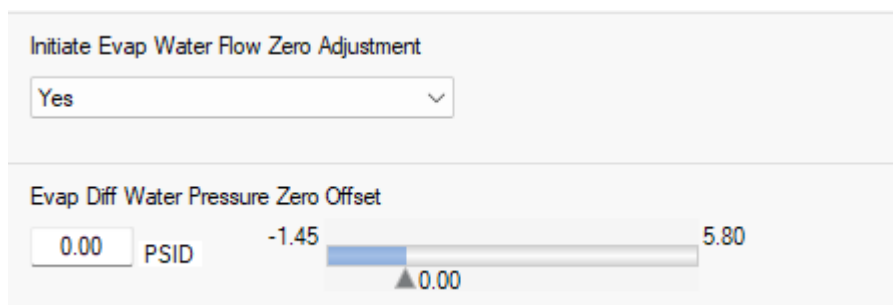 Initiate Evap Water Flow Zero Adjustment
Yes
Evap Diff Water Pressure Zero Offset
0.00 PSID -1.45 5.80
0.00